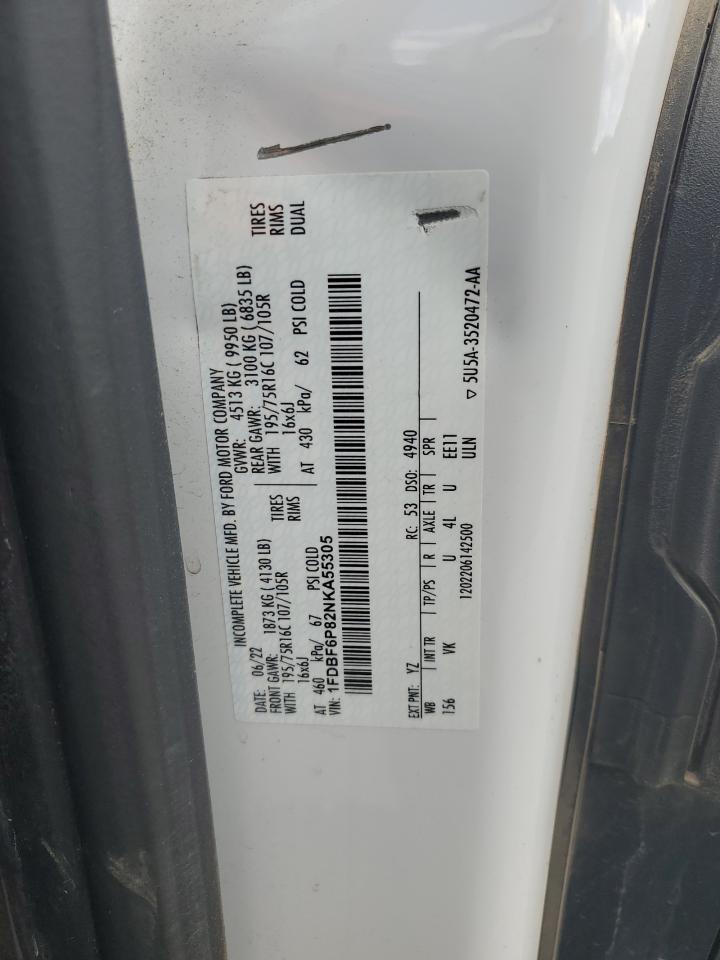 INCOMPLETE VEHICLE MFD. BY FORD MOTOR COMPANY
DATE: 06/22 GVWR: 4513 KG ( 9950 LB)
FRONT GAWR: 1873 KG ( 4130 LB) REAR GAWR: 3100 KG ( 6835 LB)
WITH 195/75R16C 107/105R TIRES WITH 195/75R16C 107/105R TIRES
16x6J RIMS 16x6J RIMS
AT 460 kPa/ 67 PSI COLD AT 430 kPa/ 62 PSI COLD DUAL
VIN: 1FDBF6P82NKA55305
EXT PNT: YZ RC: 53 DSO: 4940
WB INT TR TP/PS R AXLE TR SPR
156 VK U 4L U EE11
1202206142500 ULN
▽ 5U5A-3520472-AA